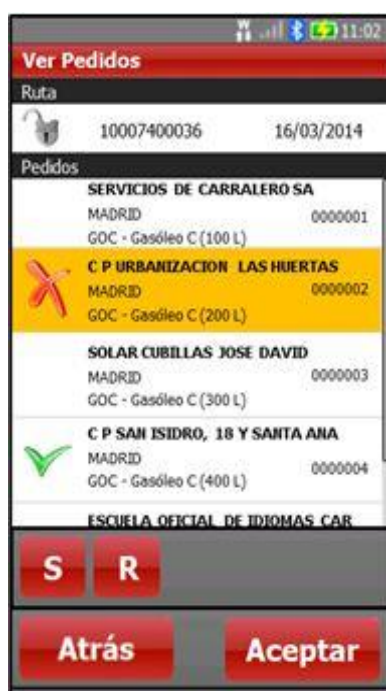 11:02
Ver Pedidos
Ruta
10007400036 16/03/2014
Pedidos
SERVICIOS DE CARRALERO SA
MADRID 0000001
GOC - Gasóleo C (100 L)
C P URBANIZACION LAS HUERTAS
MADRID 0000002
GOC - Gasóleo C (200 L)
SOLAR CUBILLAS JOSE DAVID
MADRID 0000003
GOC - Gasóleo C (300 L)
C P SAN ISIDRO, 18 Y SANTA ANA
MADRID 0000004
GOC - Gasóleo C (400 L)
ESCUELA OFICIAL DE IDIOMAS CAR
S R
Atrás Aceptar